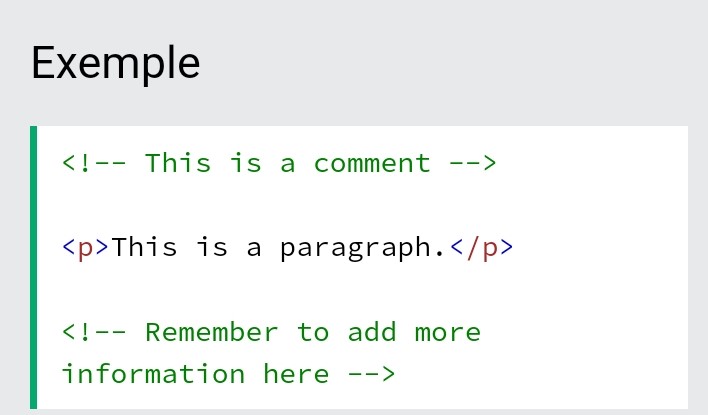 Exemple
<!-- This is a comment -->
<p>This is a paragraph.</p>
<!-- Remember to add more
information here -->